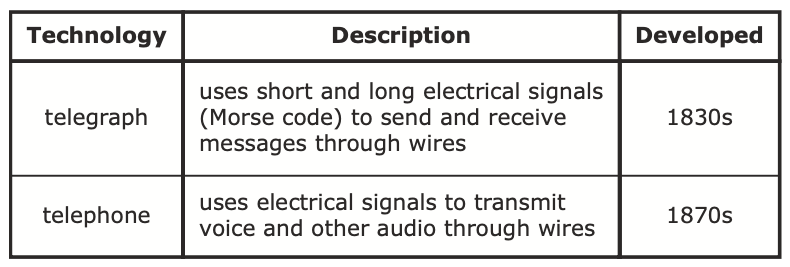 Technology Description Developed
telegraph
uses short and long electrical signals
(Morse code) to send and receive
messages through wires
1830s
telephone
uses electrical signals to transmit
voice and other audio through wires
1870s